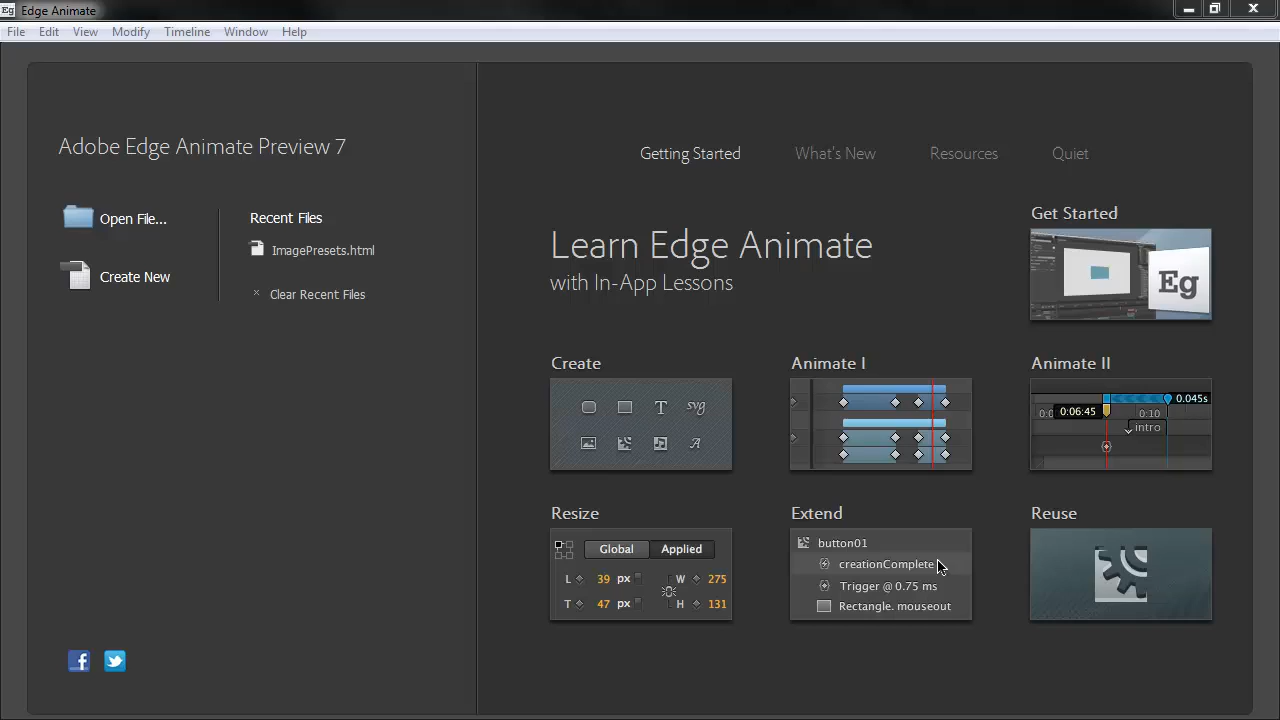 Eg Edge Animate
File Edit View Modify Timeline Window Help
Adobe Edge Animate Preview 7
Open File...
Create New
Recent Files
ImagePresets.html
Clear Recent Files
Getting Started What's New Resources Quiet
Learn Edge Animate
with In-App Lessons
Get Started
Eg
Create
T svg
A
Animate I
Animate II
0:06:45 0:10 0.045s
intro
Resize
Global Applied
L 39 px W 275
T 47 px H 131
Extend
button01
creationComplete
Trigger @ 0.75 ms
Rectangle. mouseout
Reuse